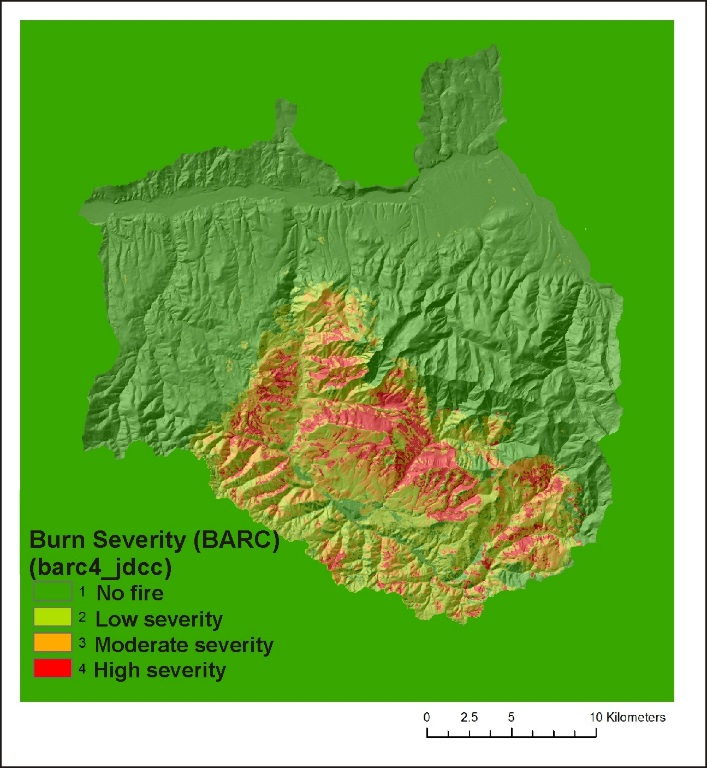 Burn Severity (BARC)
(barc4_jdcc)
1 No fire
2 Low severity
3 Moderate severity
4 High severity
0 2.5 5 10 Kilometers